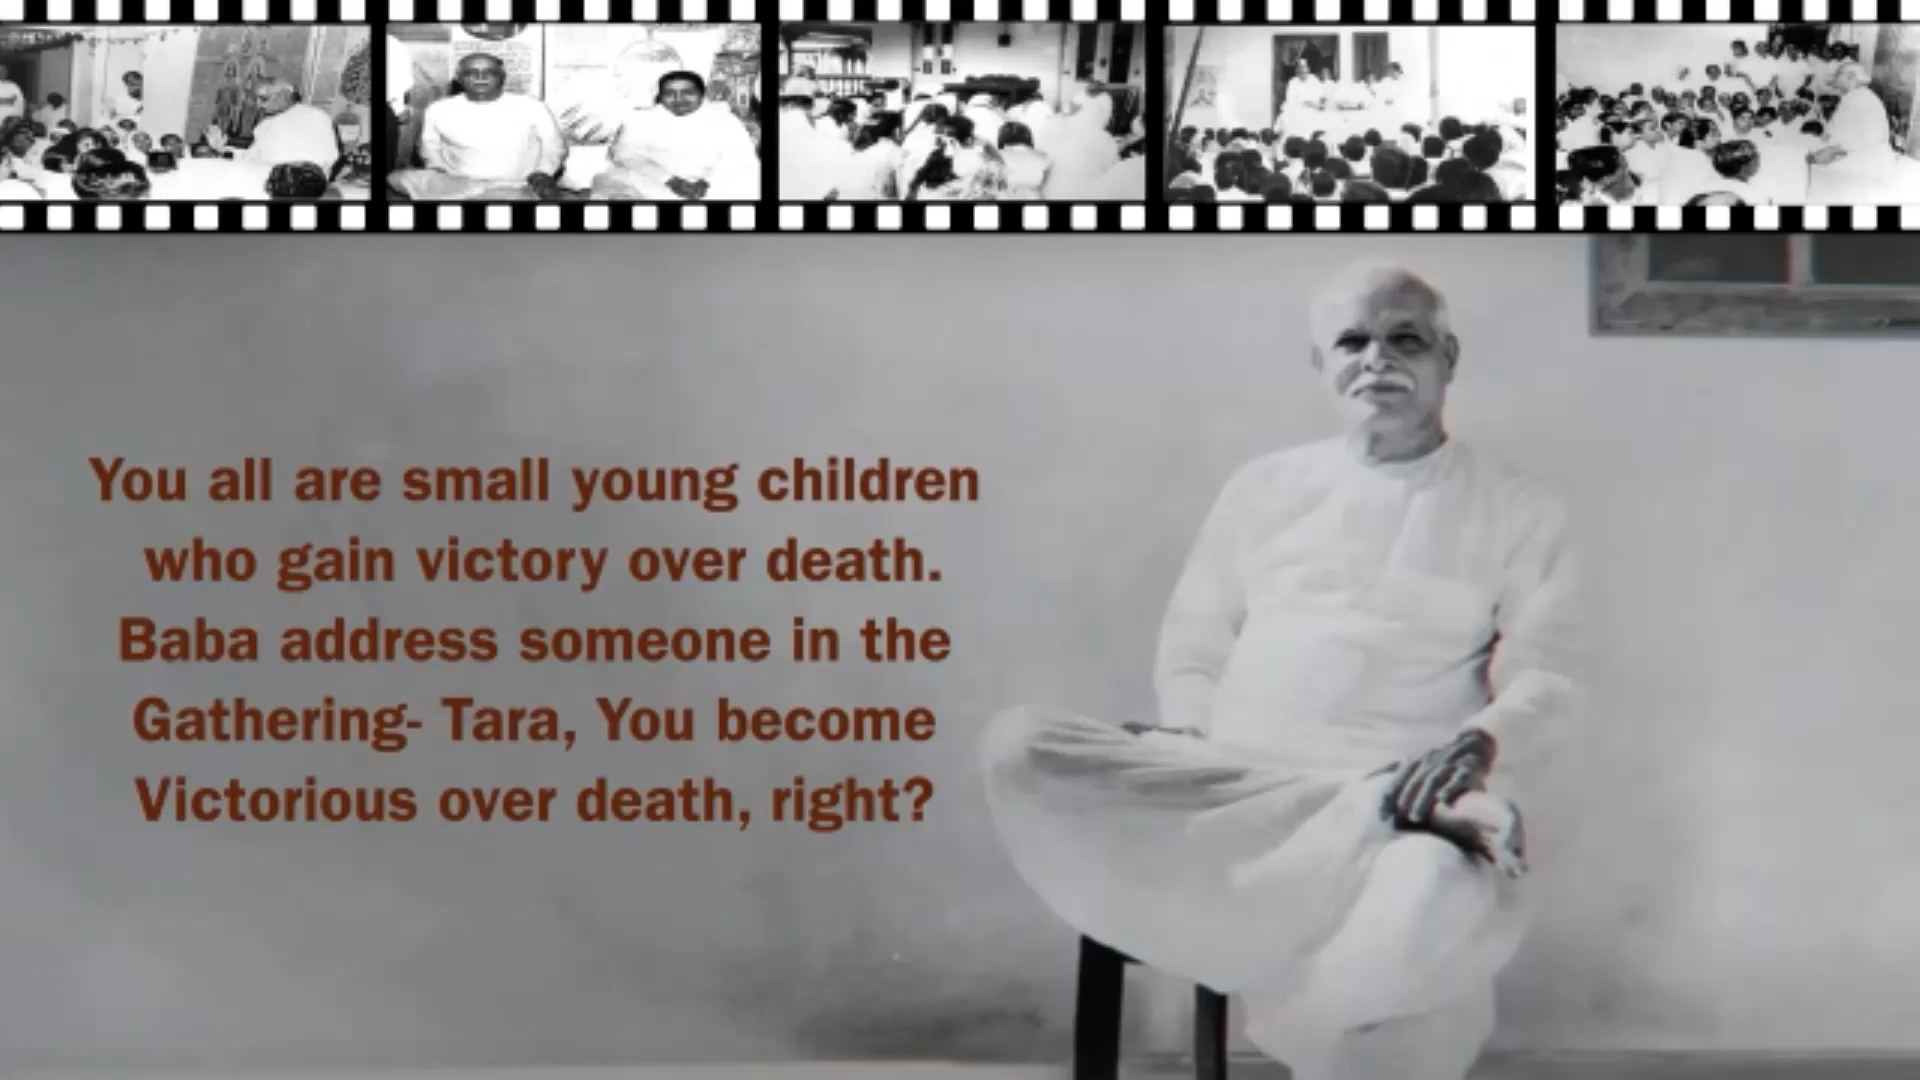 You all are small young children
who gain victory over death.
Baba address someone in the
Gathering- Tara, You become
Victorious over death, right?